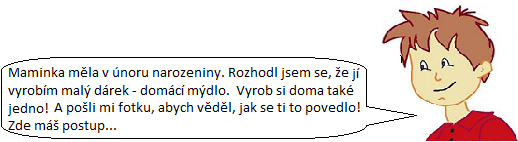 Maminka měla v únoru narozeniny. Rozhodl jsem se, že jí
vyrobím malý dárek - domácí mýdlo.  Vyrob si doma také
jedno!  A pošli mi fotku, abych věděl, jak se ti to povedlo!
Zde máš postup...